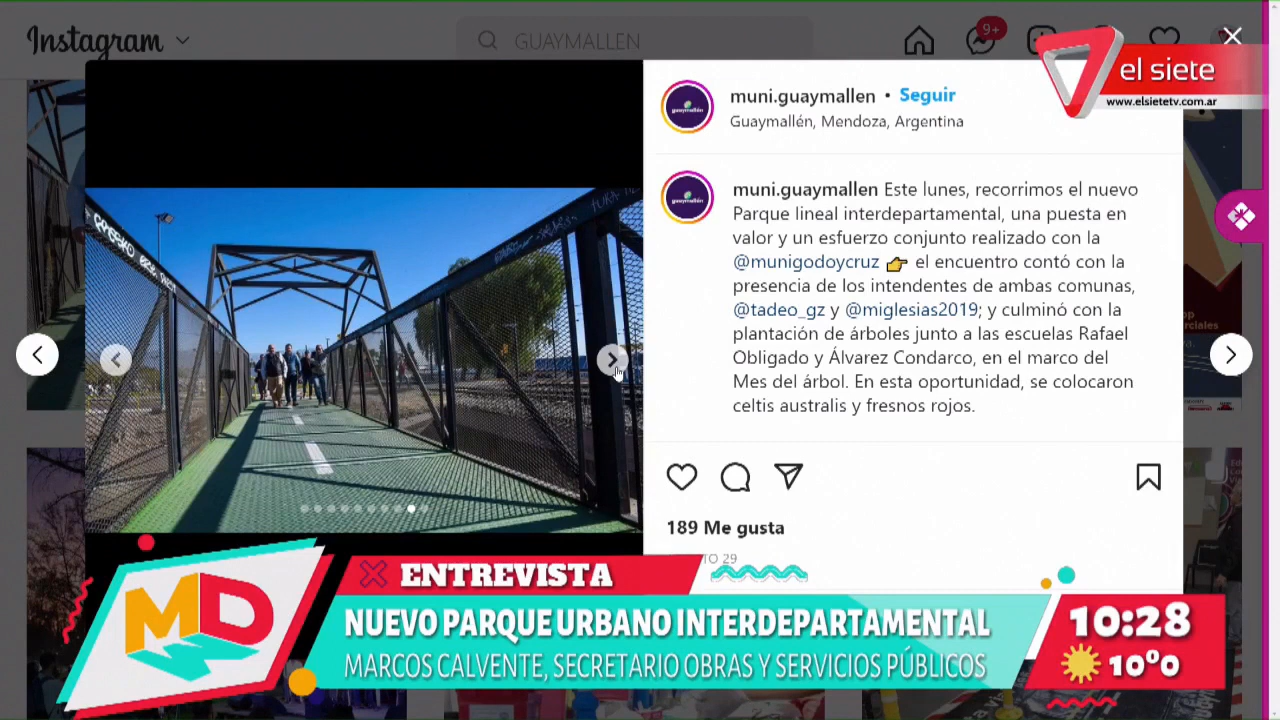 Instagram
GUAYMALLEN
9+
el siete
www.elsietetv.com.ar
muni.guaymallen • Seguir
Guaymallén, Mendoza, Argentina
guaymallén
guaymallén
muni.guaymallen Este lunes, recorrimos el nuevo
Parque lineal interdepartamental, una puesta en
valor y un esfuerzo conjunto realizado con la
@munigodoycruz 👉 el encuentro contó con la
presencia de los intendentes de ambas comunas,
@tadeo_gz y @miglesias2019; y culminó con la
plantación de árboles junto a las escuelas Rafael
Obligado y Álvarez Condarco, en el marco del
Mes del árbol. En esta oportunidad, se colocaron
celtis australis y fresnos rojos.
189 Me gusta
TO 29
MD
ENTREVISTA
NUEVO PARQUE URBANO INTERDEPARTAMENTAL
MARCOS CALVENTE, SECRETARIO OBRAS Y SERVICIOS PÚBLICOS
10:28
10º0